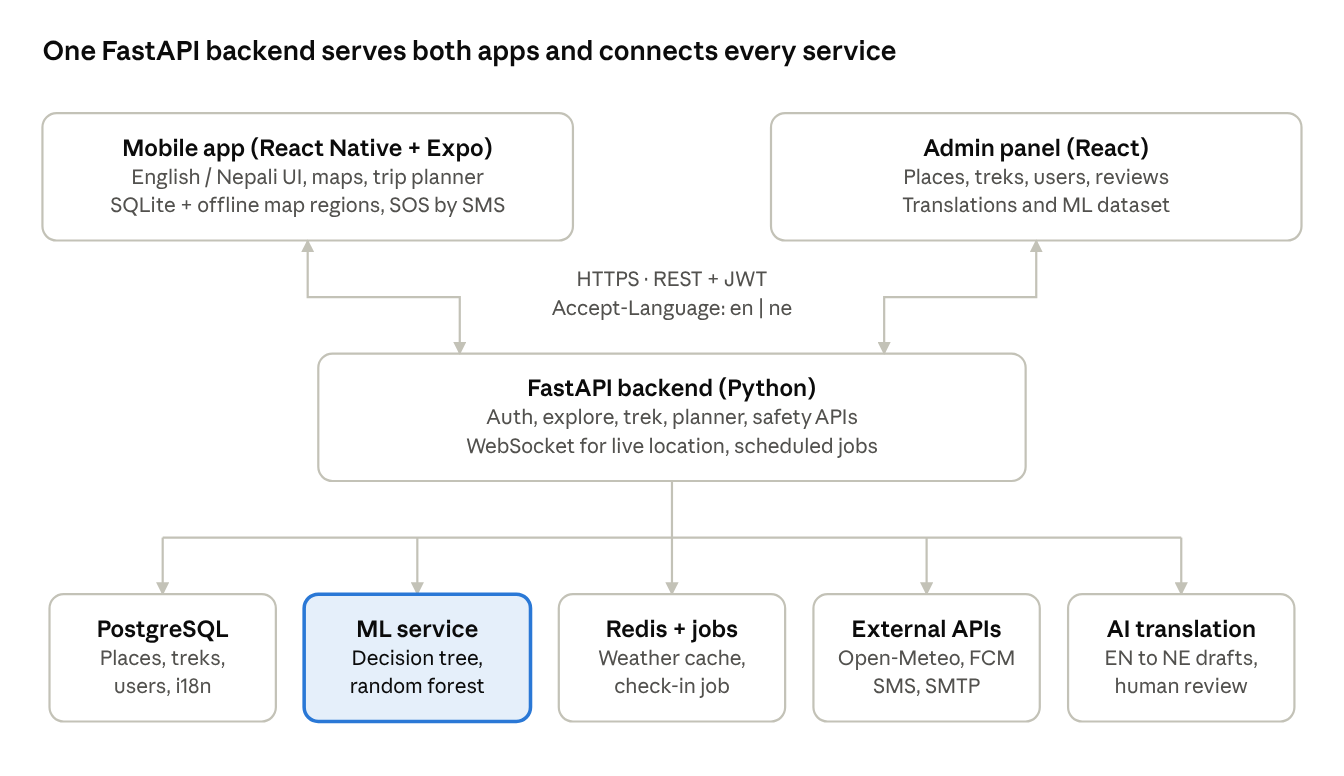 One FastAPI backend serves both apps and connects every service
Mobile app (React Native + Expo)
English / Nepali UI, maps, trip planner
SQLite + offline map regions, SOS by SMS
Admin panel (React)
Places, treks, users, reviews
Translations and ML dataset
HTTPS · REST + JWT
Accept-Language: en | ne
FastAPI backend (Python)
Auth, explore, trek, planner, safety APIs
WebSocket for live location, scheduled jobs
PostgreSQL
Places, treks,
users, i18n
ML service
Decision tree,
random forest
Redis + jobs
Weather cache,
check-in job
External APIs
Open-Meteo, FCM
SMS, SMTP
AI translation
EN to NE drafts,
human review